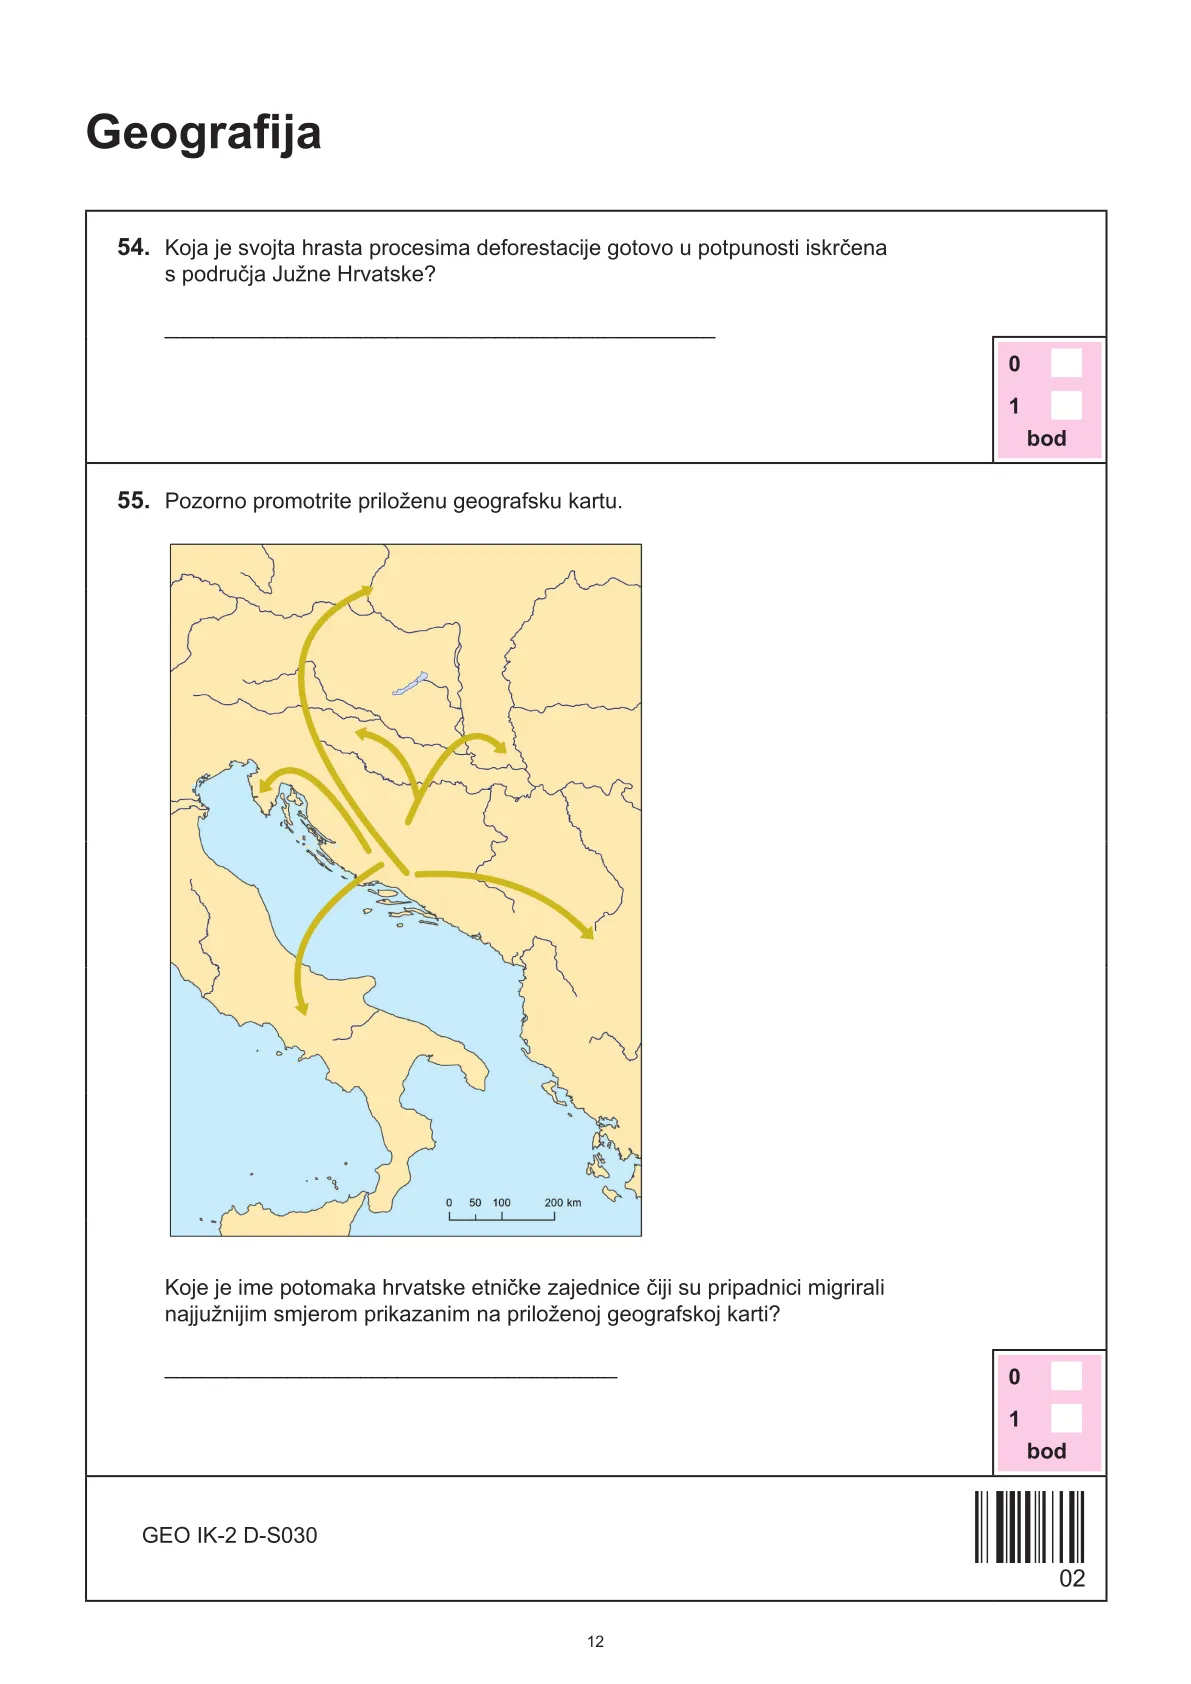 Geografija
54. Koja je svojta hrasta procesima deforestacije gotovo u potpunosti iskrčena
s područja Južne Hrvatske?
0
1
bod
55. Pozorno promotrite priloženu geografsku kartu.
0 50 100 200 km
Koje je ime potomaka hrvatske etničke zajednice čiji su pripadnici migrirali
najjužnijim smjerom prikazanim na priloženoj geografskoj karti?
0
1
bod
GEO IK-2 D-S030
02
12